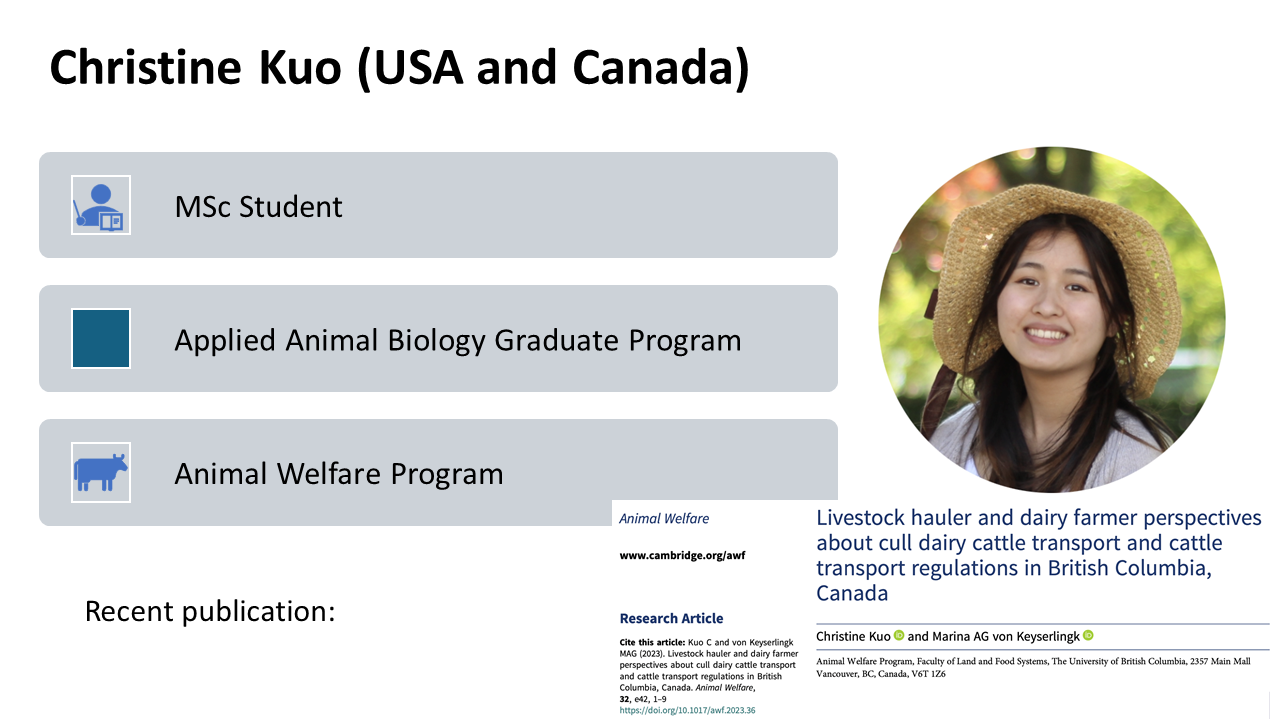 Christine Kuo (USA and Canada)
MSc Student
Applied Animal Biology Graduate Program
Animal Welfare Program
Recent publication:
Animal Welfare
www.cambridge.org/awf
Research Article
Cite this article: Kuo C and von Keyserlingk
MAG (2023). Livestock hauler and dairy farmer
perspectives about cull dairy cattle transport
and cattle transport regulations in British
Columbia, Canada. Animal Welfare,
32, e42, 1–9
https://doi.org/10.1017/awf.2023.36
Livestock hauler and dairy farmer perspectives
about cull dairy cattle transport and cattle
transport regulations in British Columbia,
Canada
Christine Kuo iD and Marina AG von Keyserlingk iD
Animal Welfare Program, Faculty of Land and Food Systems, The University of British Columbia, 2357 Main Mall
Vancouver, BC, Canada, V6T 1Z6